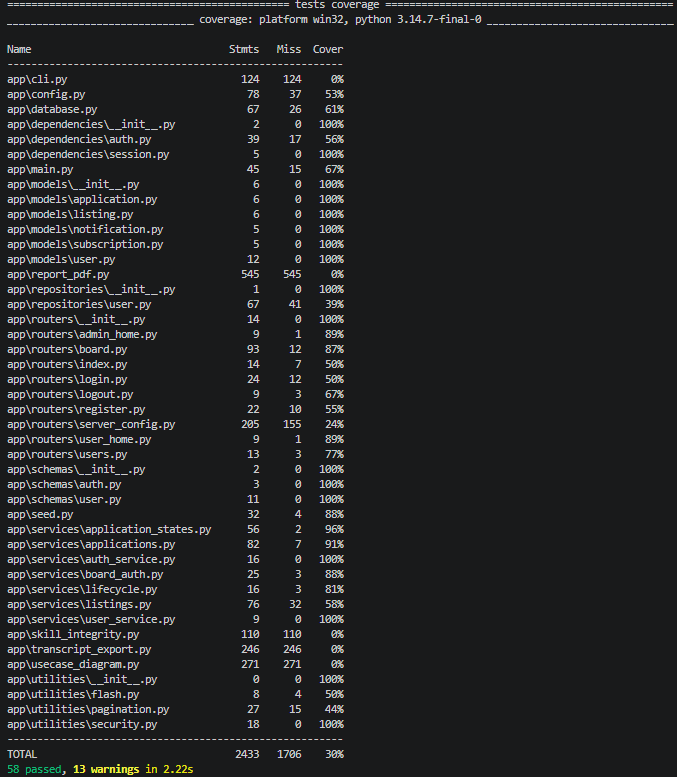 ================================================ tests coverage ================================================
_______________________________ coverage: platform win32, python 3.14.7-final-0 _______________________________
Name Stmts Miss Cover
---------------------------------------------------------
app\cli.py 124 124 0%
app\config.py 78 37 53%
app\database.py 67 26 61%
app\dependencies\__init__.py 2 0 100%
app\dependencies\auth.py 39 17 56%
app\dependencies\session.py 5 0 100%
app\main.py 45 15 67%
app\models\__init__.py 6 0 100%
app\models\application.py 6 0 100%
app\models\listing.py 6 0 100%
app\models\notification.py 5 0 100%
app\models\subscription.py 5 0 100%
app\models\user.py 12 0 100%
app\report_pdf.py 545 545 0%
app\repositories\__init__.py 1 0 100%
app\repositories\user.py 67 41 39%
app\routers\__init__.py 14 0 100%
app\routers\admin_home.py 9 1 89%
app\routers\board.py 93 12 87%
app\routers\index.py 14 7 50%
app\routers\login.py 24 12 50%
app\routers\logout.py 9 3 67%
app\routers\register.py 22 10 55%
app\routers\server_config.py 205 155 24%
app\routers\user_home.py 9 1 89%
app\routers\users.py 13 3 77%
app\schemas\__init__.py 2 0 100%
app\schemas\auth.py 3 0 100%
app\schemas\user.py 11 0 100%
app\seed.py 32 4 88%
app\services\application_states.py 56 2 96%
app\services\applications.py 82 7 91%
app\services\auth_service.py 16 0 100%
app\services\board_auth.py 25 3 88%
app\services\lifecycle.py 16 3 81%
app\services\listings.py 76 32 58%
app\services\user_service.py 9 0 100%
app\skill_integrity.py 110 110 0%
app\transcript_export.py 246 246 0%
app\usecase_diagram.py 271 271 0%
app\utilities\__init__.py 0 0 100%
app\utilities\flash.py 8 4 50%
app\utilities\pagination.py 27 15 44%
app\utilities\security.py 18 0 100%
---------------------------------------------------------
TOTAL 2433 1706 30%
58 passed, 13 warnings in 2.22s